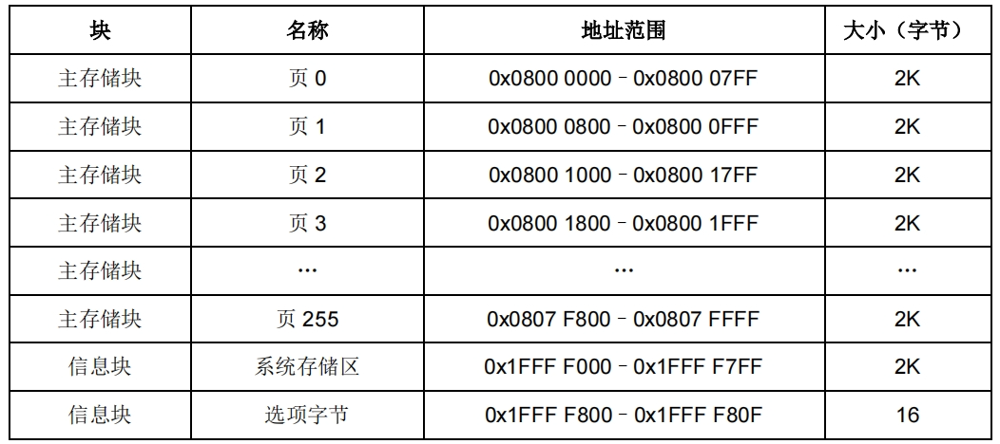 块 名称 地址范围 大小（字节）
主存储块 页 0 0x0800 0000 - 0x0800 07FF 2K
主存储块 页 1 0x0800 0800 - 0x0800 0FFF 2K
主存储块 页 2 0x0800 1000 - 0x0800 17FF 2K
主存储块 页 3 0x0800 1800 - 0x0800 1FFF 2K
主存储块 … … …
主存储块 页 255 0x0807 F800 - 0x0807 FFFF 2K
信息块 系统存储区 0x1FFF F000 - 0x1FFF F7FF 2K
信息块 选项字节 0x1FFF F800 - 0x1FFF F80F 16